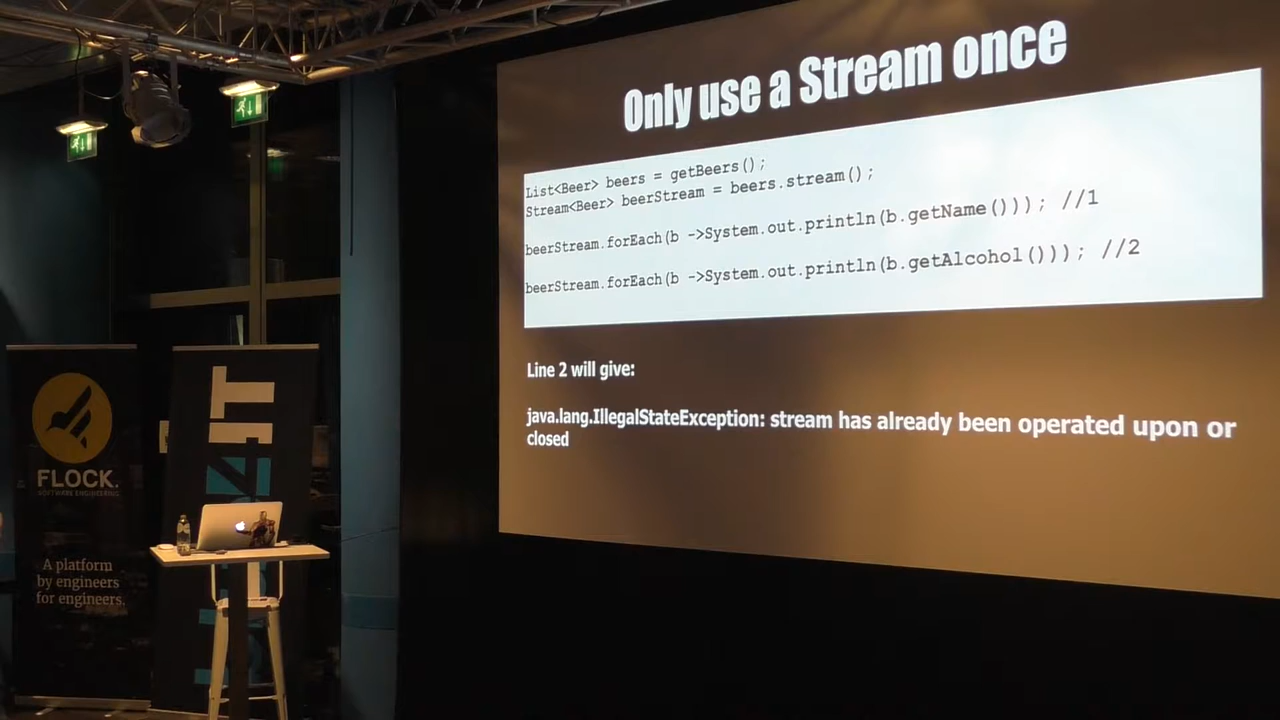 Only use a Stream once
List<Beer> beers = getBeers();
Stream<Beer> beerStream = beers.stream();
beerStream.forEach(b ->System.out.println(b.getName())); //1
beerStream.forEach(b ->System.out.println(b.getAlcohol())); //2
Line 2 will give:
java.lang.IllegalStateException: stream has already been operated upon or
closed
FLOCK.
SOFTWARE ENGINEERING
A platform
by engineers
for engineers.
IT